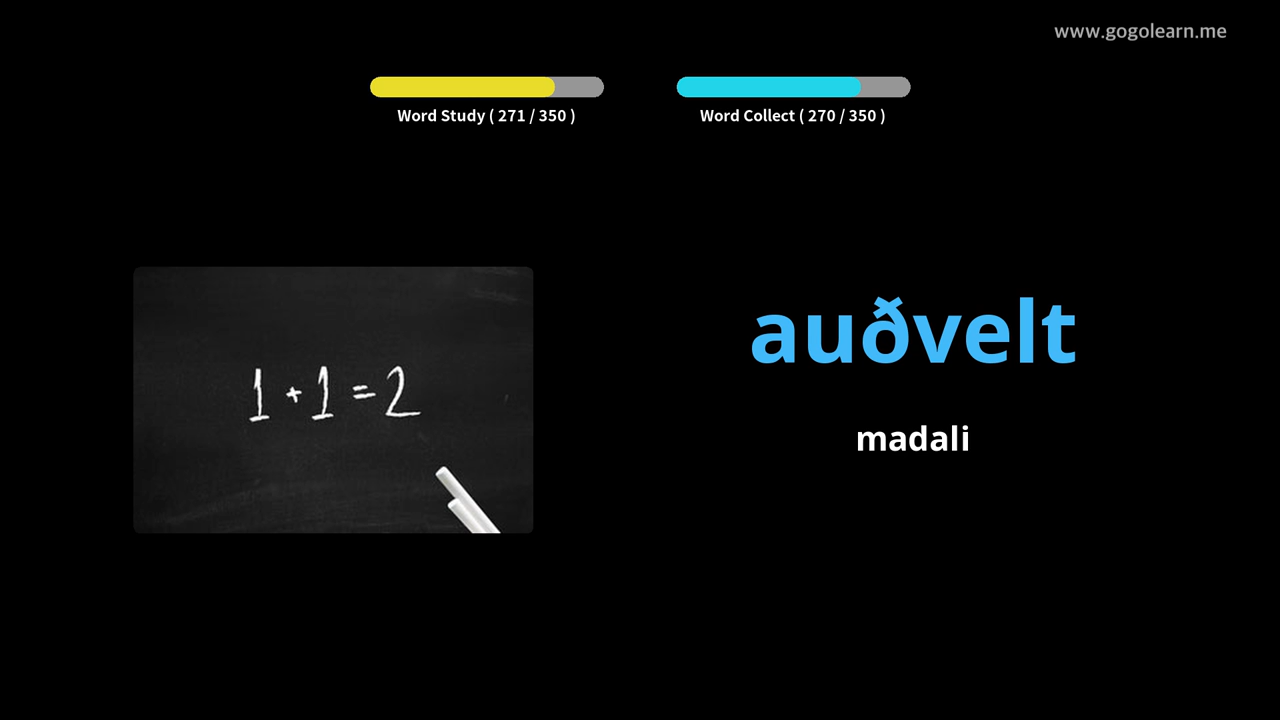 www.gogolearn.me
Word Study ( 271 / 350 )
Word Collect ( 270 / 350 )
1 + 1 = 2
auðvelt
madali